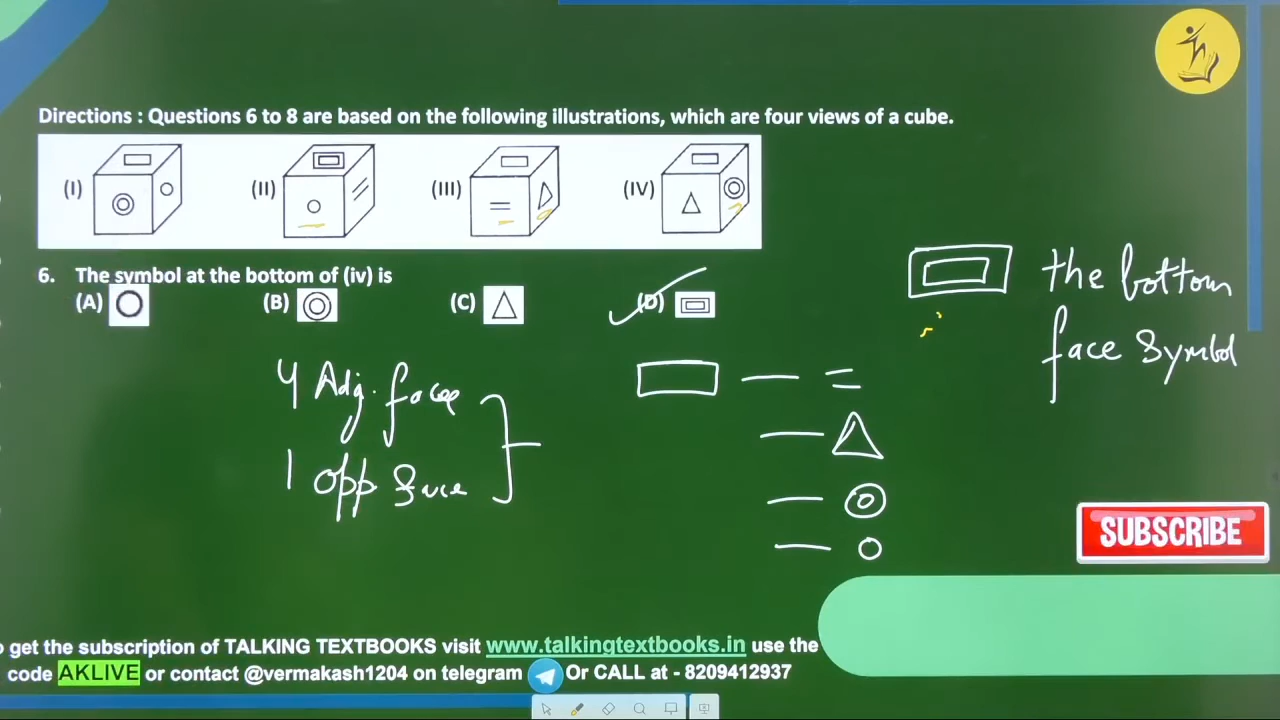 Directions : Questions 6 to 8 are based on the following illustrations, which are four views of a cube.
(I) (II) (III) (IV)
6. The symbol at the bottom of (iv) is
(A) (B) (C) (D)
the bottom
face Symbol
4 Adj. face
1 opp face
SUBSCRIBE
get the subscription of TALKING TEXTBOOKS visit www.talkingtextbooks.in use the
code AKLIVE or contact @vermakash1204 on telegram Or CALL at - 8209412937